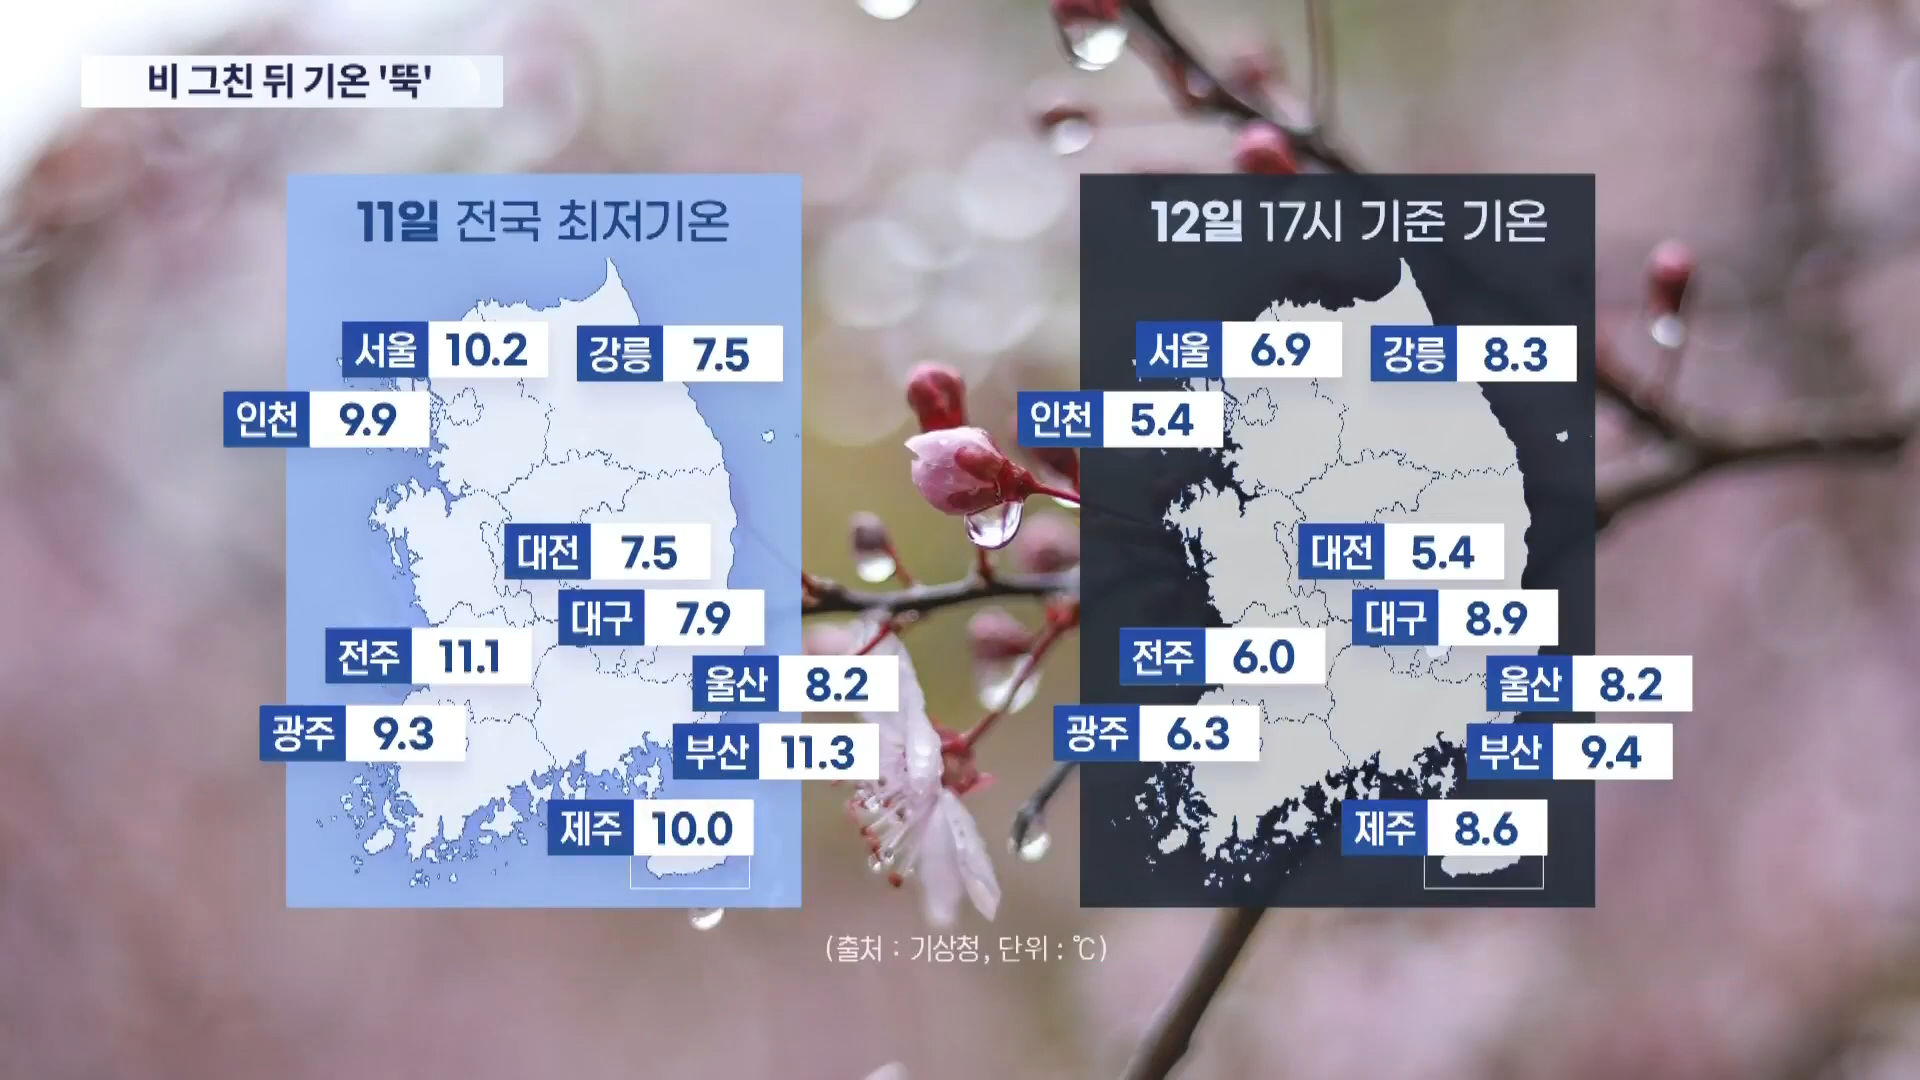 비 그친 뒤 기온 '뚝'
11일 전국 최저기온
서울 10.2
강릉 7.5
인천 9.9
대전 7.5
대구 7.9
전주 11.1
울산 8.2
광주 9.3
부산 11.3
제주 10.0
12일 17시 기준 기온
서울 6.9
강릉 8.3
인천 5.4
대전 5.4
대구 8.9
전주 6.0
울산 8.2
광주 6.3
부산 9.4
제주 8.6
(출처 : 기상청, 단위 : ℃)